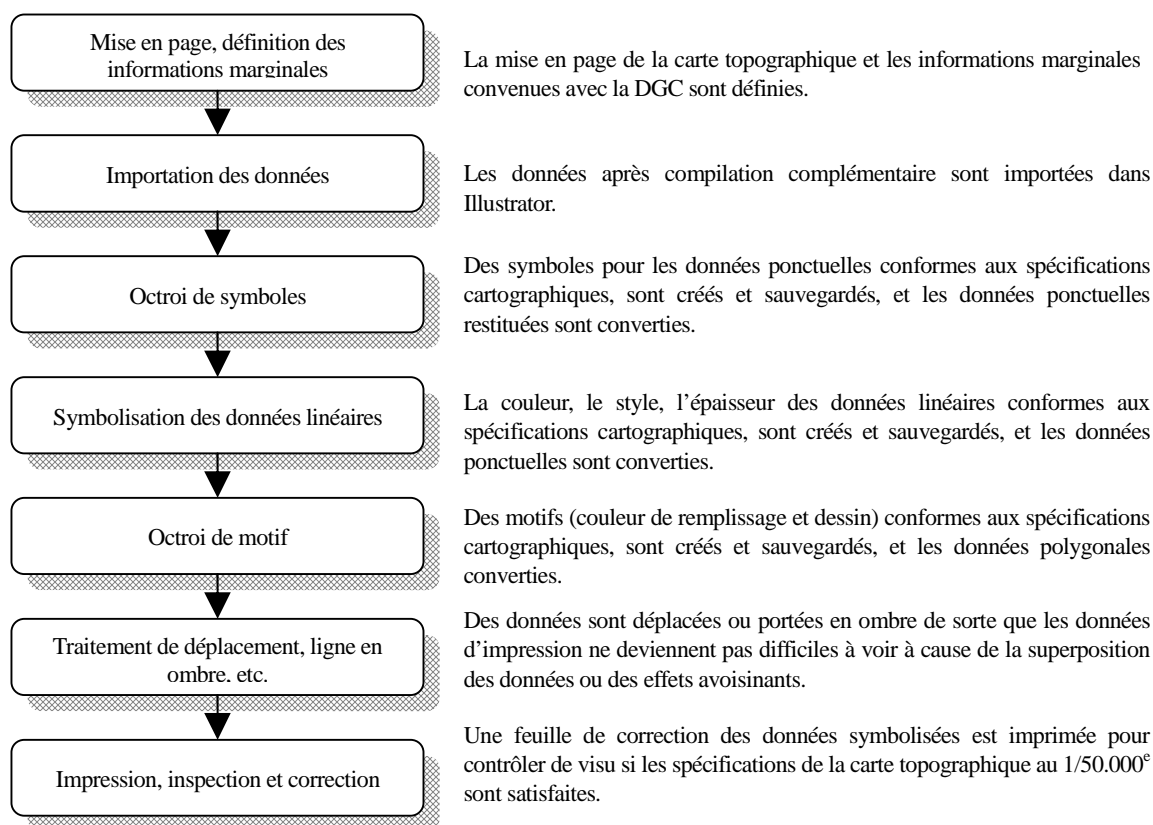 Mise en page, définition des
informations marginales
La mise en page de la carte topographique et les informations marginales
convenues avec la DGC sont définies.
Importation des données
Les données après compilation complémentaire sont importées dans
Illustrator.
Octroi de symboles
Des symboles pour les données ponctuelles conformes aux spécifications
cartographiques, sont créés et sauvegardés, et les données ponctuelles
restituées sont converties.
Symbolisation des données linéaires
La couleur, le style, l’épaisseur des données linéaires conformes aux
spécifications cartographiques, sont créés et sauvegardés, et les données
ponctuelles sont converties.
Octroi de motif
Des motifs (couleur de remplissage et dessin) conformes aux spécifications
cartographiques, sont créés et sauvegardés, et les données polygonales
converties.
Traitement de déplacement, ligne en
ombre, etc.
Des données sont déplacées ou portées en ombre de sorte que les données
d’impression ne deviennent pas difficiles à voir à cause de la superposition
des données ou des effets avoisinants.
Impression, inspection et correction
Une feuille de correction des données symbolisées est imprimée pour
contrôler de visu si les spécifications de la carte topographique au 1/50.000e
sont satisfaites.